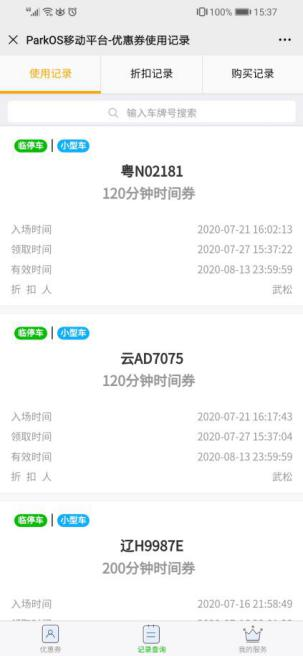 100% 15:37
ParkOS移动平台-优惠券使用记录
使用记录 折扣记录 购买记录
输入车牌号搜索
临停车 小型车
粤N02181
120分钟时间券
入场时间 2020-07-21 16:02:13
领取时间 2020-07-27 15:37:22
有效时间 2020-08-13 23:59:59
折 扣 人 武松
临停车 小型车
云AD7075
120分钟时间券
入场时间 2020-07-21 16:17:43
领取时间 2020-07-27 15:37:04
有效时间 2020-08-13 23:59:59
折 扣 人 武松
临停车 小型车
辽H9987E
200分钟时间券
入场时间 2020-07-16 21:58:49
优惠券 记录查询 我的服务